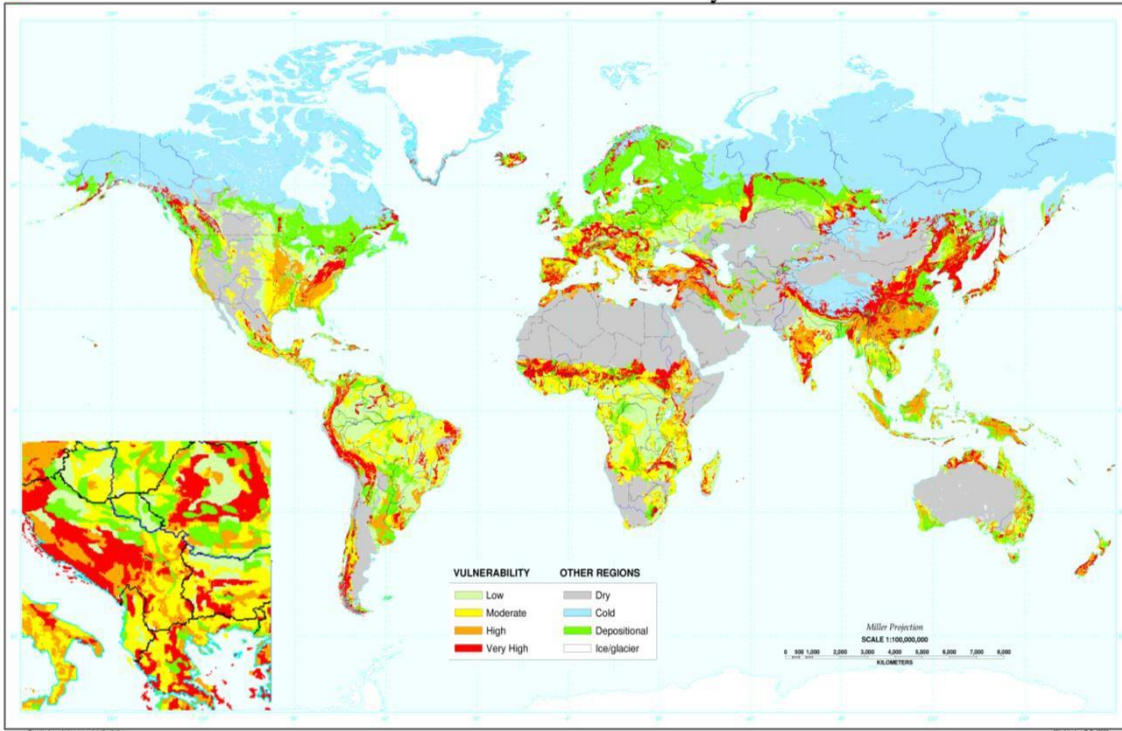 VULNERABILITY
OTHER REGIONS
Low
Dry
Moderate
Cold
High
Depositional
Very High
Ice/glacier
Miller Projection
SCALE 1:100,000,000
0 500 1,000 2,000 3,000 4,000 5,000 6,000 7,000 8,000
KILOMETERS